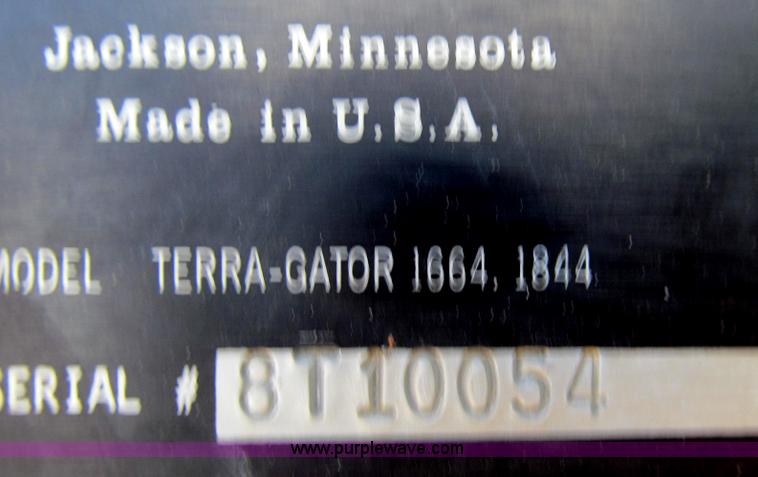 Jackson, Minnesota
Made in U.S.A.
MODEL TERRA-GATOR 1664, 1844
SERIAL # 8T10054
www.purplewave.com